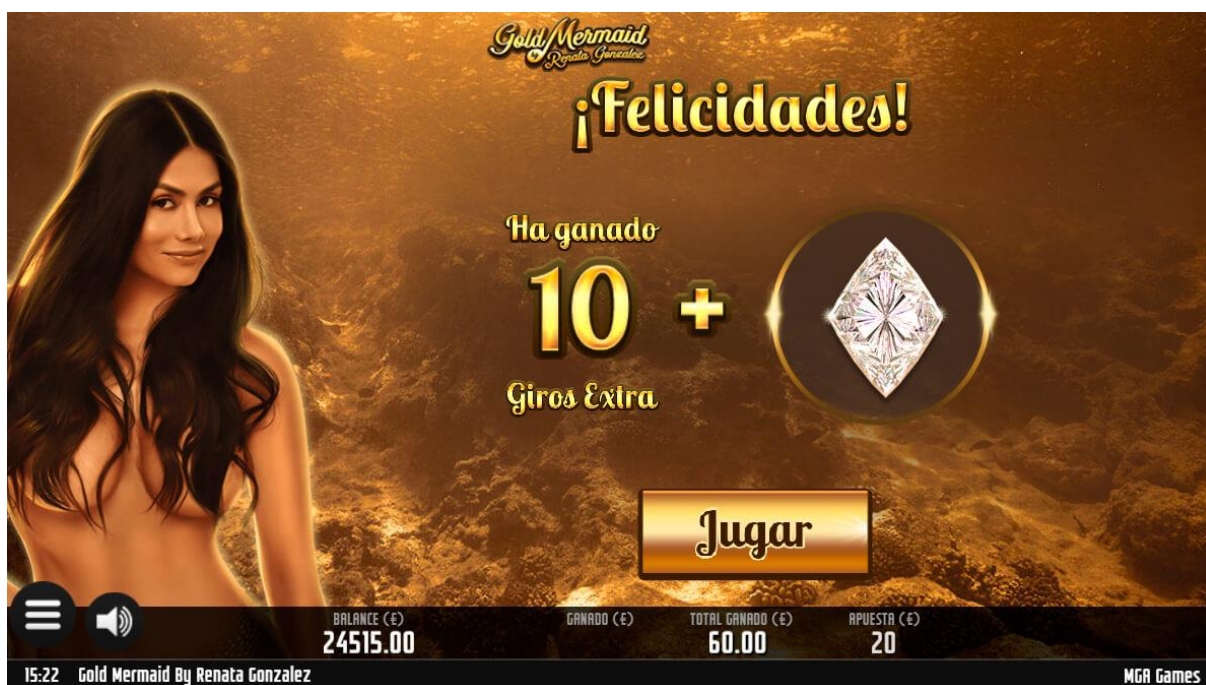 Gold Mermaid
By Renata Gonzalez
¡Felicidades!
Ha ganado
10 +
Giros Extra
Jugar
BALANCE (€) GANADO (€) TOTAL GANADO (€) APUESTA (€)
24515.00 60.00 20
15:22 Gold Mermaid By Renata Gonzalez MGA Games